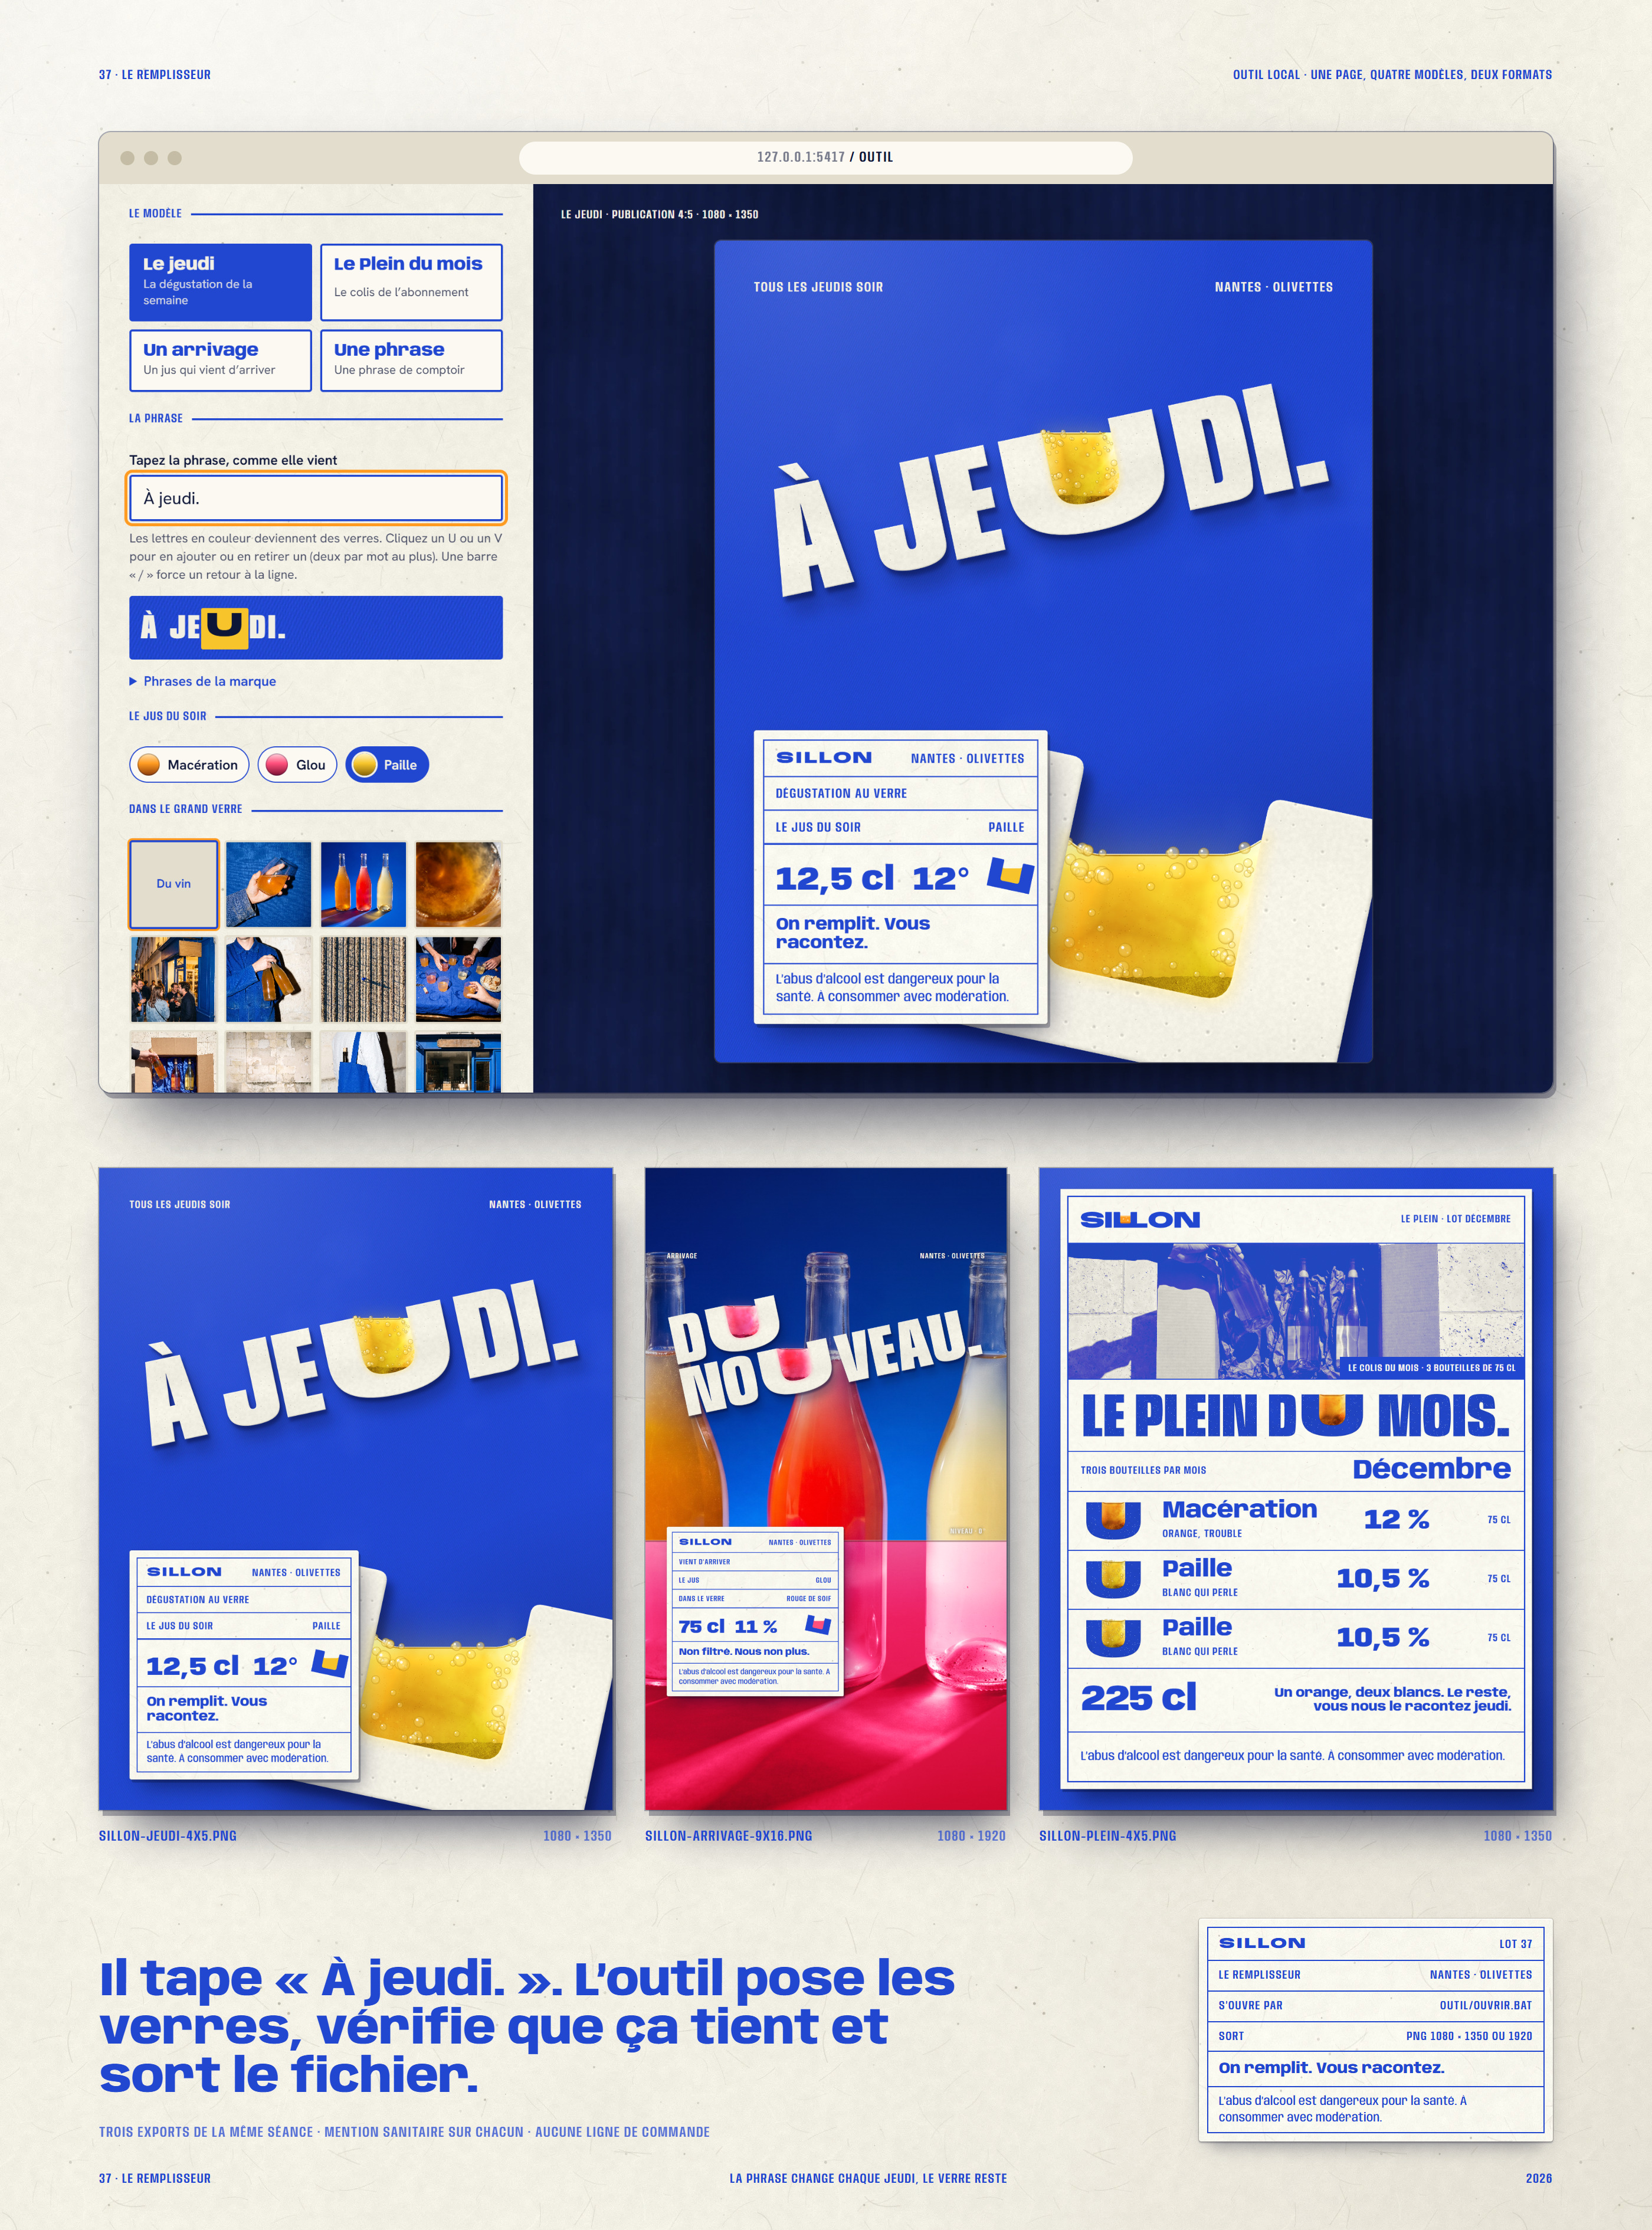 37 · LE REMPLISSEUR
OUTIL LOCAL · UNE PAGE, QUATRE MODÈLES, DEUX FORMATS
127.0.0.1:5417 / OUTIL
LE MODÈLE
Le jeudi
La dégustation de la
semaine
Le Plein du mois
Le colis de l’abonnement
Un arrivage
Un jus qui vient d’arriver
Une phrase
Une phrase de comptoir
LA PHRASE
Tapez la phrase, comme elle vient
À jeudi.
Les lettres en couleur deviennent des verres. Cliquez un U ou un V
pour en ajouter ou en retirer un (deux par mot au plus). Une barre
« / » force un retour à la ligne.
À JEUDI.
▶ Phrases de la marque
LE JUS DU SOIR
Macération
Glou
Paille
DANS LE GRAND VERRE
Du vin
LE JEUDI · PUBLICATION 4:5 · 1080 × 1350
TOUS LES JEUDIS SOIR
NANTES · OLIVETTES
À JEUDI.
SILLON
NANTES · OLIVETTES
DÉGUSTATION AU VERRE
LE JUS DU SOIR
PAILLE
12,5 cl 12°
On remplit. Vous
racontez.
L'abus d'alcool est dangereux pour la
santé. À consommer avec modération.
TOUS LES JEUDIS SOIR
NANTES · OLIVETTES
À JEUDI.
SILLON
NANTES · OLIVETTES
DÉGUSTATION AU VERRE
LE JUS DU SOIR
PAILLE
12,5 cl 12°
On remplit. Vous
racontez.
L'abus d'alcool est dangereux pour la
santé. À consommer avec modération.
SILLON-JEUDI-4X5.PNG
1080 × 1350
ARRIVAGE
NANTES · OLIVETTES
DU
NOUVEAU.
SILLON
NANTES · OLIVETTES
VIENT D'ARRIVER
LE JUS
GLOU
DANS LE VERRE
ROUGE DE SOIF
75 cl 11 %
Non filtré. Nous non plus.
L'abus d'alcool est dangereux pour la santé. À
consommer avec modération.
SILLON-ARRIVAGE-9X16.PNG
1080 × 1920
SILLON
LE PLEIN · LOT DÉCEMBRE
LE COLIS DU MOIS · 3 BOUTEILLES DE 75 CL
LE PLEIN DU MOIS.
TROIS BOUTEILLES PAR MOIS
Décembre
Macération
ORANGE, TROUBLE
12 %
75 CL
Paille
BLANC QUI PERLE
10,5 %
75 CL
Paille
BLANC QUI PERLE
10,5 %
75 CL
225 cl
Un orange, deux blancs. Le reste,
vous nous le racontez jeudi.
L'abus d'alcool est dangereux pour la santé. À consommer avec modération.
SILLON-PLEIN-4X5.PNG
1080 × 1350
Il tape « À jeudi. ». L’outil pose les
verres, vérifie que ça tient et
sort le fichier.
TROIS EXPORTS DE LA MÊME SÉANCE · MENTION SANITAIRE SUR CHACUN · AUCUNE LIGNE DE COMMANDE
SILLON
LOT 37
LE REMPLISSEUR
NANTES · OLIVETTES
S'OUVRE PAR
OUTIL/OUVRIR.BAT
SORT
PNG 1080 × 1350 OU 1920
On remplit. Vous racontez.
L'abus d'alcool est dangereux pour la santé. À
consommer avec modération.
37 · LE REMPLISSEUR
LA PHRASE CHANGE CHAQUE JEUDI, LE VERRE RESTE
2026